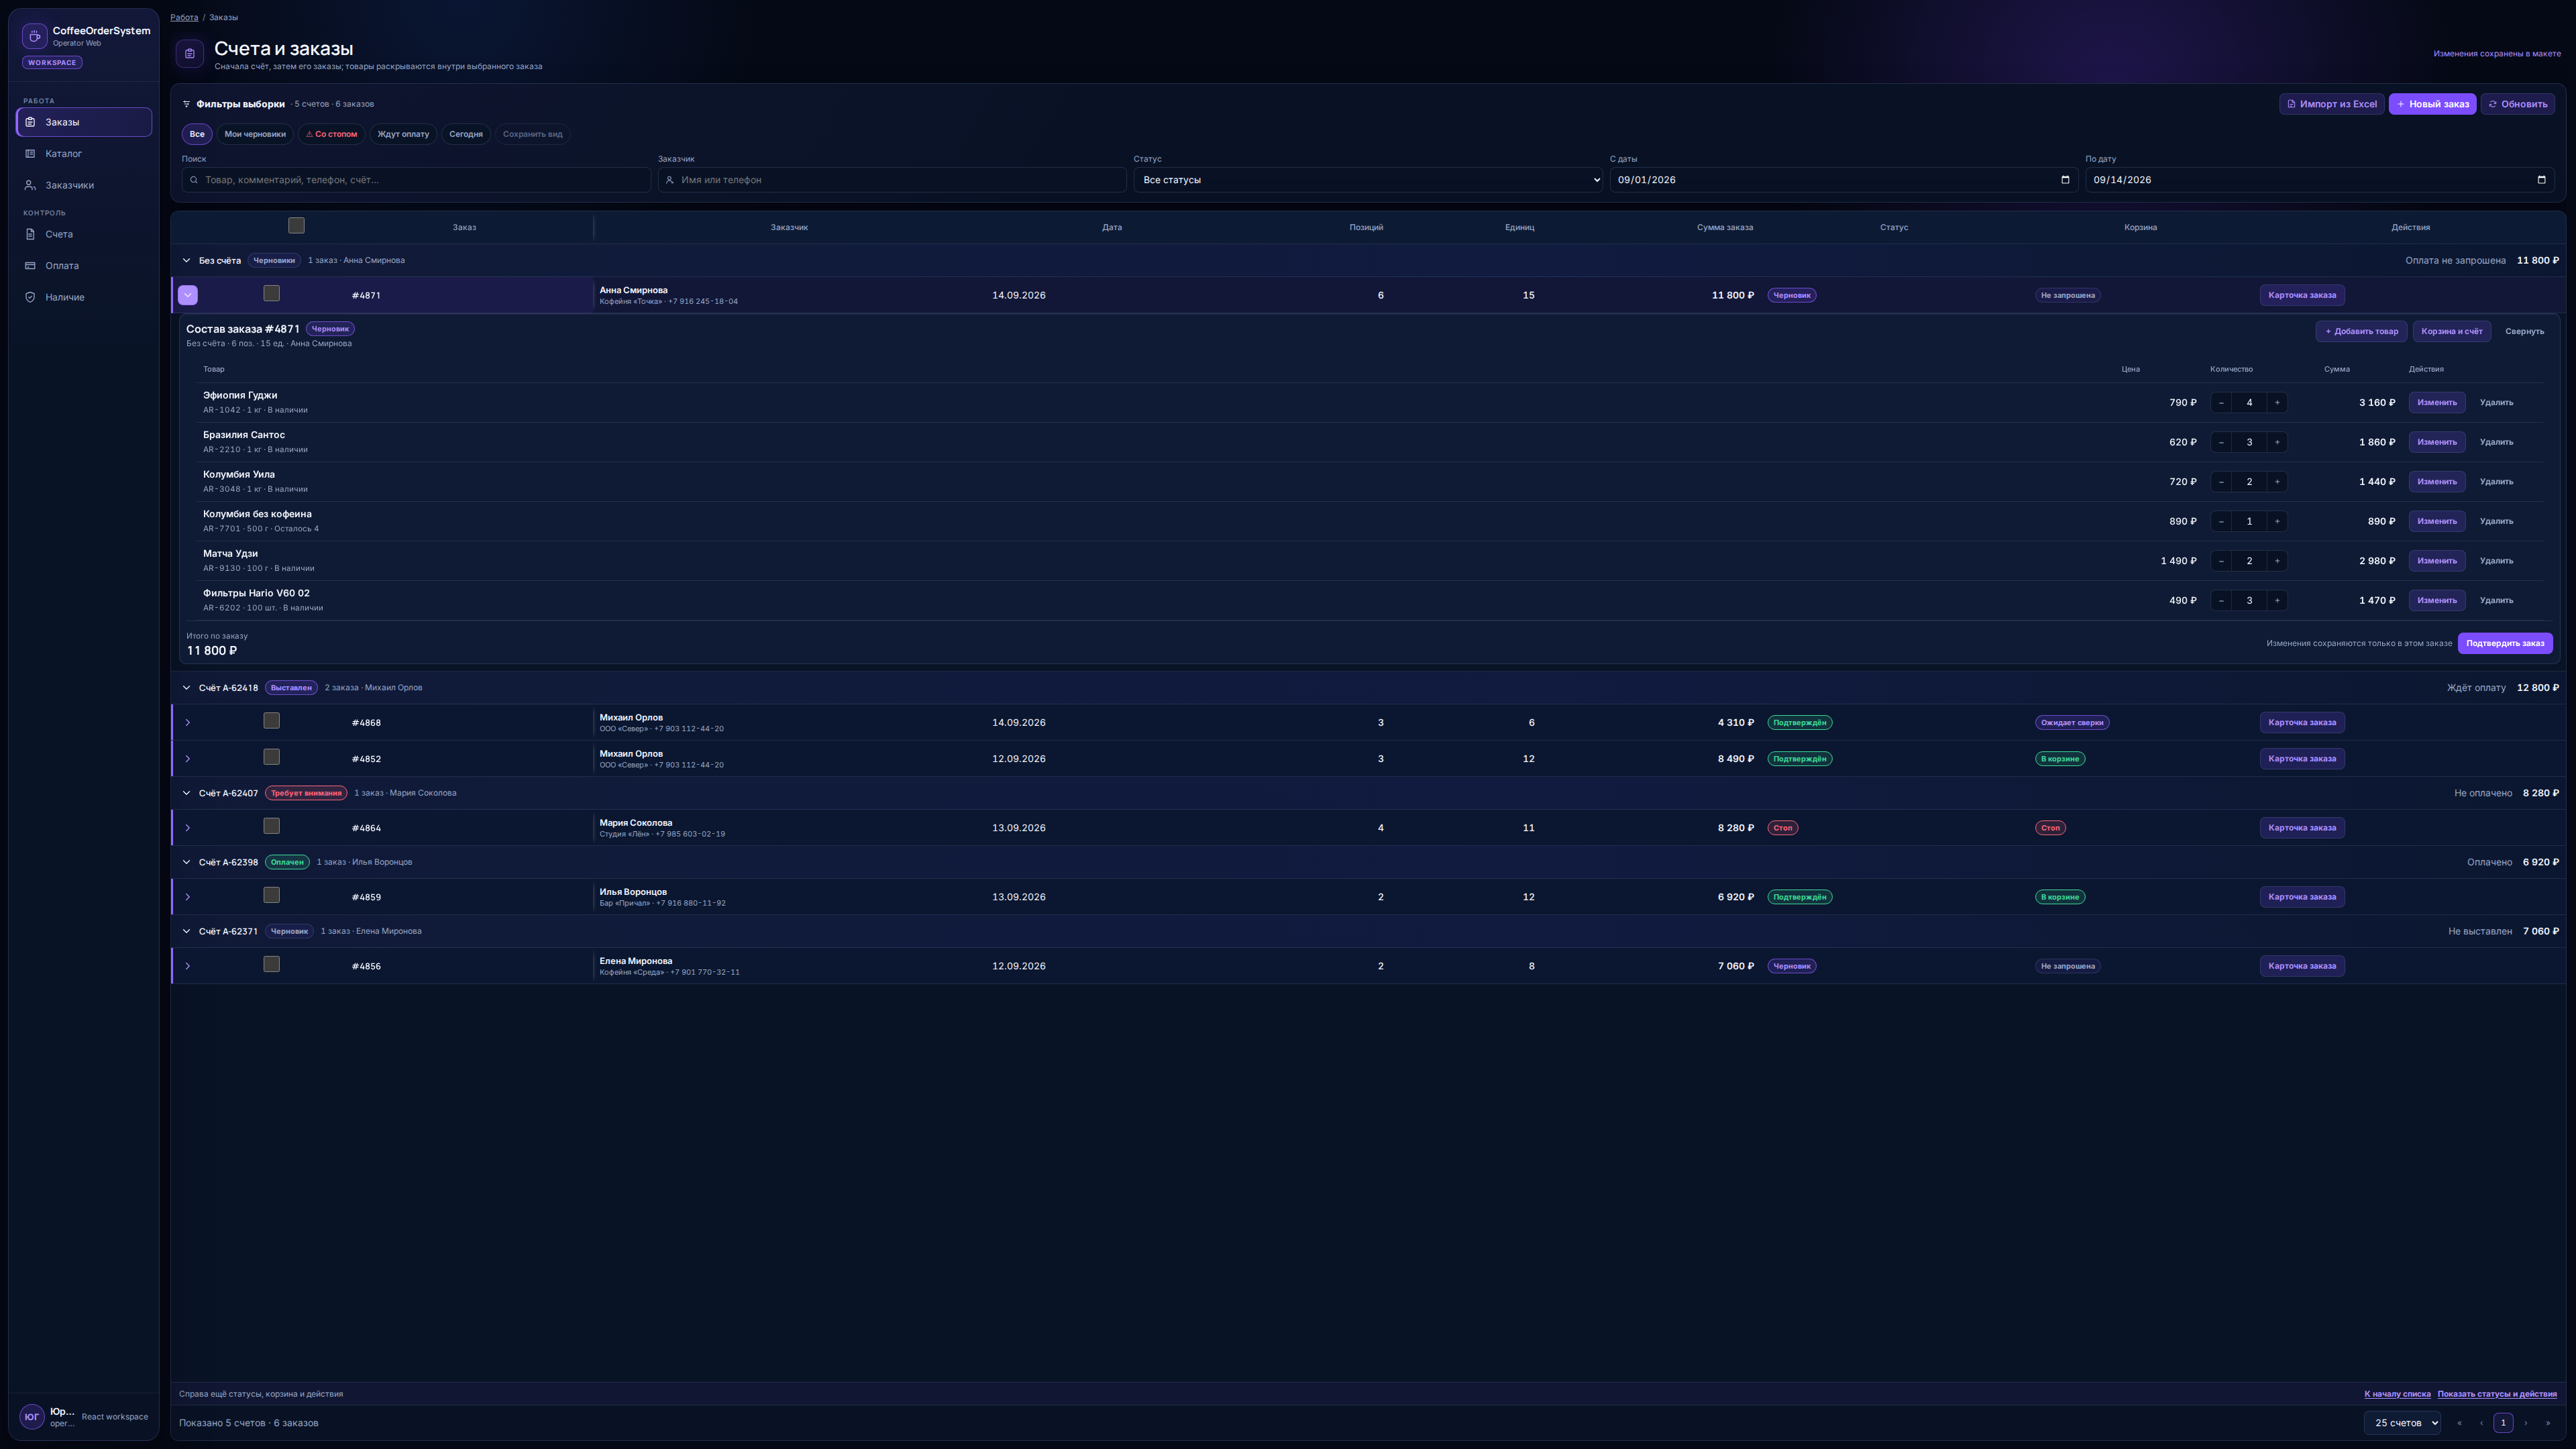 CoffeeOrderSystem
Operator Web
WORKSPACE
РАБОТА
Заказы
Каталог
Заказчики
КОНТРОЛЬ
Счета
Оплата
Наличие
ЮГ
Юр...
oper...
React workspace
Работа / Заказы
Счета и заказы
Сначала счёт, затем его заказы; товары раскрываются внутри выбранного заказа
Изменения сохранены в макете
Фильтры выборки · 5 счетов · 6 заказов
Импорт из Excel
+ Новый заказ
Обновить
Все
Мои черновики
⚠ Со стопом
Ждут оплату
Сегодня
Сохранить вид
Поиск
Заказчик
Статус
С даты
По дату
Товар, комментарий, телефон, счёт...
Имя или телефон
Все статусы
09/01/2026
09/14/2026
Заказ Заказчик Дата Позиций Единиц Сумма заказа Статус Корзина Действия
Без счёта Черновики 1 заказ · Анна Смирнова Оплата не запрошена 11 800 ₽
#4871 Анна Смирнова 14.09.2026 6 15 11 800 ₽ Черновик Не запрошена Карточка заказа
Кофейня «Точка» · +7 916 245-18-04
Состав заказа #4871 Черновик
Без счёта · 6 поз. · 15 ед. · Анна Смирнова
+ Добавить товар
Корзина и счёт
Свернуть
Товар Цена Количество Сумма Действия
Эфиопия Гуджи 790 ₽ − 4 + 3 160 ₽ Изменить Удалить
AR-1042 · 1 кг · В наличии
Бразилия Сантос 620 ₽ − 3 + 1 860 ₽ Изменить Удалить
AR-2210 · 1 кг · В наличии
Колумбия Уила 720 ₽ − 2 + 1 440 ₽ Изменить Удалить
AR-3048 · 1 кг · В наличии
Колумбия без кофеина 890 ₽ − 1 + 890 ₽ Изменить Удалить
AR-7701 · 500 г · Осталось 4
Матча Удзи 1 490 ₽ − 2 + 2 980 ₽ Изменить Удалить
AR-9130 · 100 г · В наличии
Фильтры Hario V60 02 490 ₽ − 3 + 1 470 ₽ Изменить Удалить
AR-6202 · 100 шт. · В наличии
Итого по заказу
11 800 ₽
Изменения сохраняются только в этом заказе
Подтвердить заказ
Счёт A-62418 Выставлен 2 заказа · Михаил Орлов Ждёт оплату 12 800 ₽
#4868 Михаил Орлов 14.09.2026 3 6 4 310 ₽ Подтверждён Ожидает сверки Карточка заказа
ООО «Север» · +7 903 112-44-20
#4852 Михаил Орлов 12.09.2026 3 12 8 490 ₽ Подтверждён В корзине Карточка заказа
ООО «Север» · +7 903 112-44-20
Счёт A-62407 Требует внимания 1 заказ · Мария Соколова Не оплачено 8 280 ₽
#4864 Мария Соколова 13.09.2026 4 11 8 280 ₽ Стоп Стоп Карточка заказа
Студия «Лён» · +7 985 603-02-19
Счёт A-62398 Оплачен 1 заказ · Илья Воронцов Оплачено 6 920 ₽
#4859 Илья Воронцов 13.09.2026 2 12 6 920 ₽ Подтверждён В корзине Карточка заказа
Бар «Причал» · +7 916 880-11-92
Счёт A-62371 Черновик 1 заказ · Елена Миронова Не выставлен 7 060 ₽
#4856 Елена Миронова 12.09.2026 2 8 7 060 ₽ Черновик Не запрошена Карточка заказа
Кофейня «Среда» · +7 901 770-32-11
Справа ещё статусы, корзина и действия
К началу списка
Показать статусы и действия
Показано 5 счетов · 6 заказов
25 счетов
« ‹ 1 › »